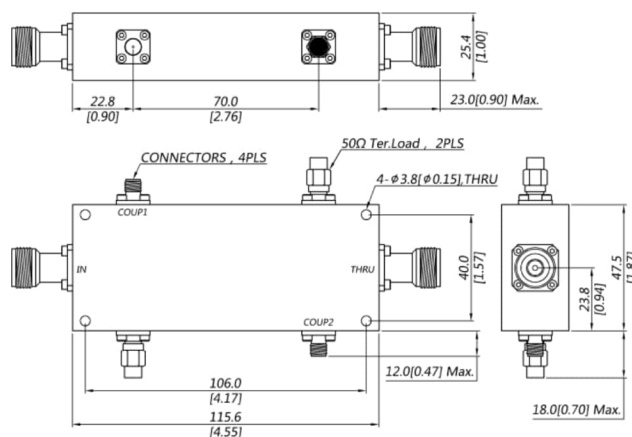 25.4
[1.00]
22.8
[0.90]
70.0
[2.76]
23.0[0.90] Max.
50Ω Ter.Load , 2PLS
CONNECTORS , 4PLS
4-ϕ3.8[ϕ0.15],THRU
COUP1
IN
THRU
40.0
[1.57]
COUP2
23.8
[0.94]
47.5
[1.87]
12.0[0.47] Max.
106.0
[4.17]
18.0[0.70] Max.
115.6
[4.55]